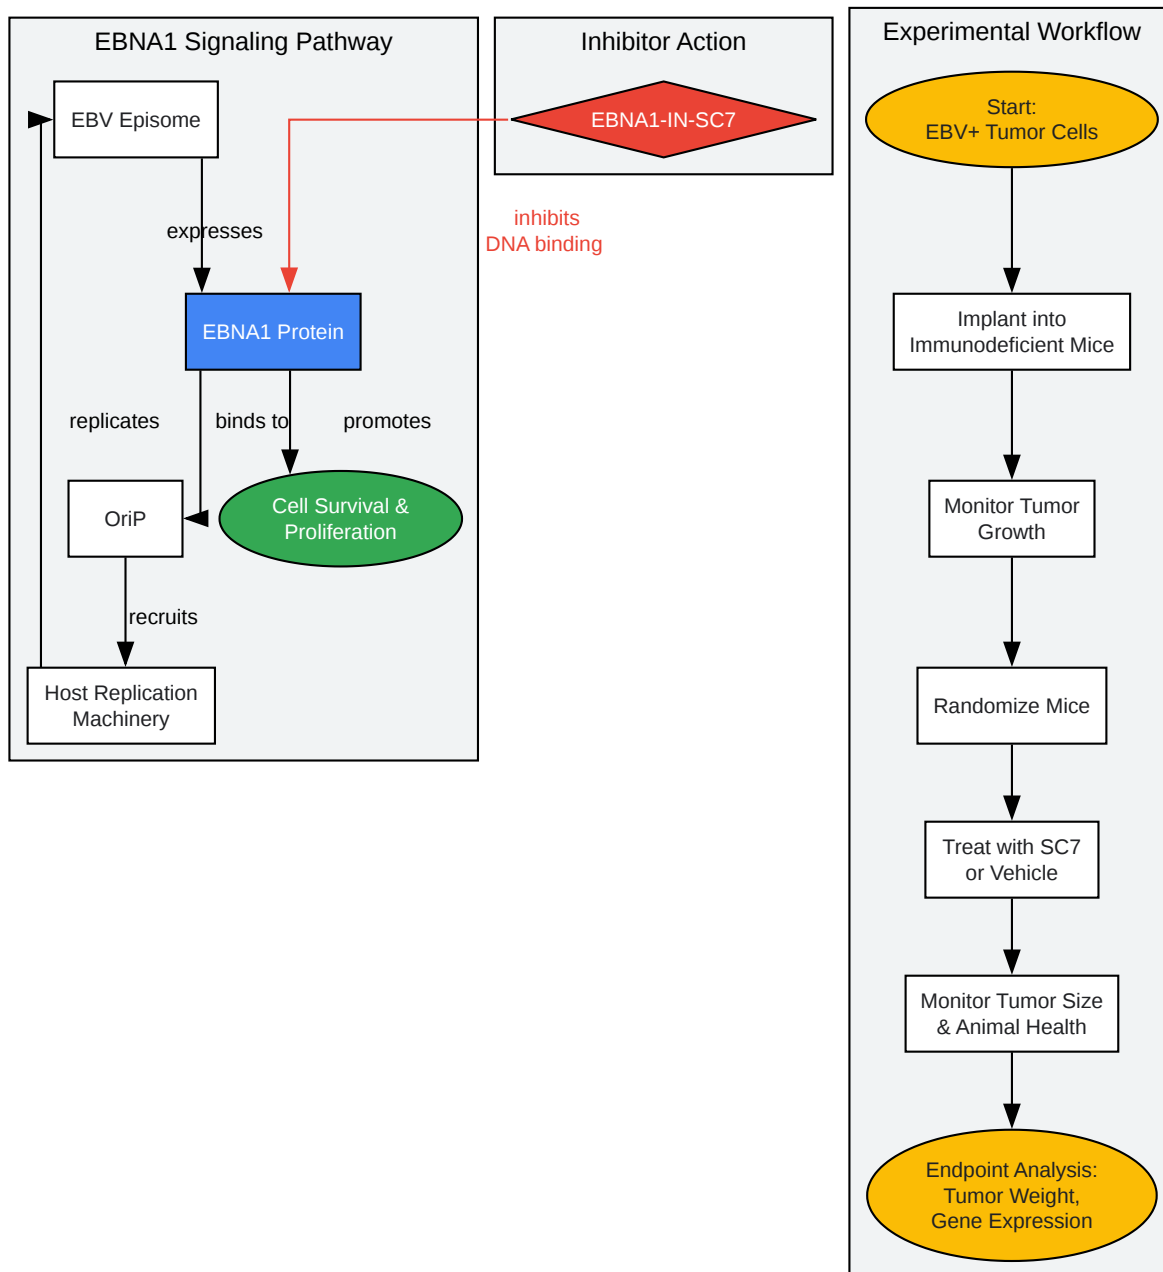 EBNA1 Signaling Pathway
EBV Episome
expresses
EBNA1 Protein
replicates
binds to
promotes
OriP
Cell Survival &
Proliferation
recruits
Host Replication
Machinery
Inhibitor Action
EBNA1-IN-SC7
inhibits
DNA binding
Experimental Workflow
Start:
EBV+ Tumor Cells
Implant into
Immunodeficient Mice
Monitor Tumor
Growth
Randomize Mice
Treat with SC7
or Vehicle
Monitor Tumor Size
& Animal Health
Endpoint Analysis:
Tumor Weight,
Gene Expression